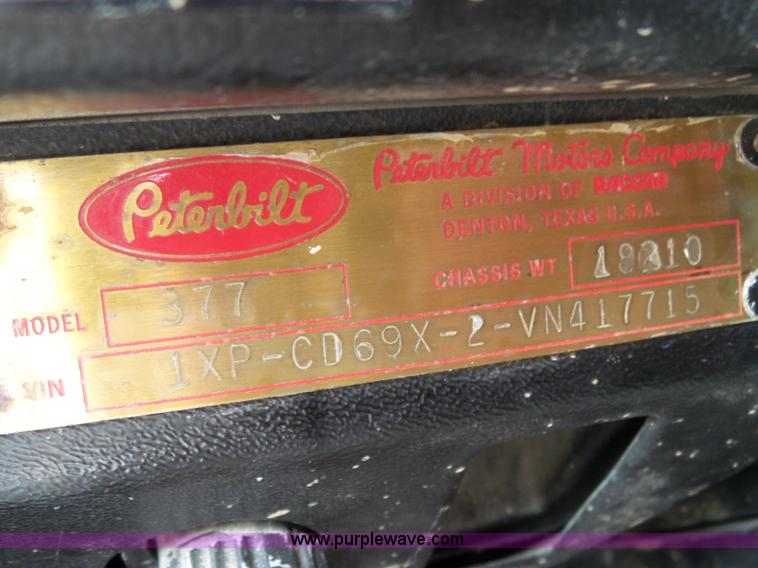 Peterbilt
Peterbilt Motors Company
A DIVISION OF PACCAR
DENTON, TEXAS U.S.A.
CHASSIS WT 19210
MODEL 377
VIN 1XP-CD69X-2-VN417715
www.purplewave.com